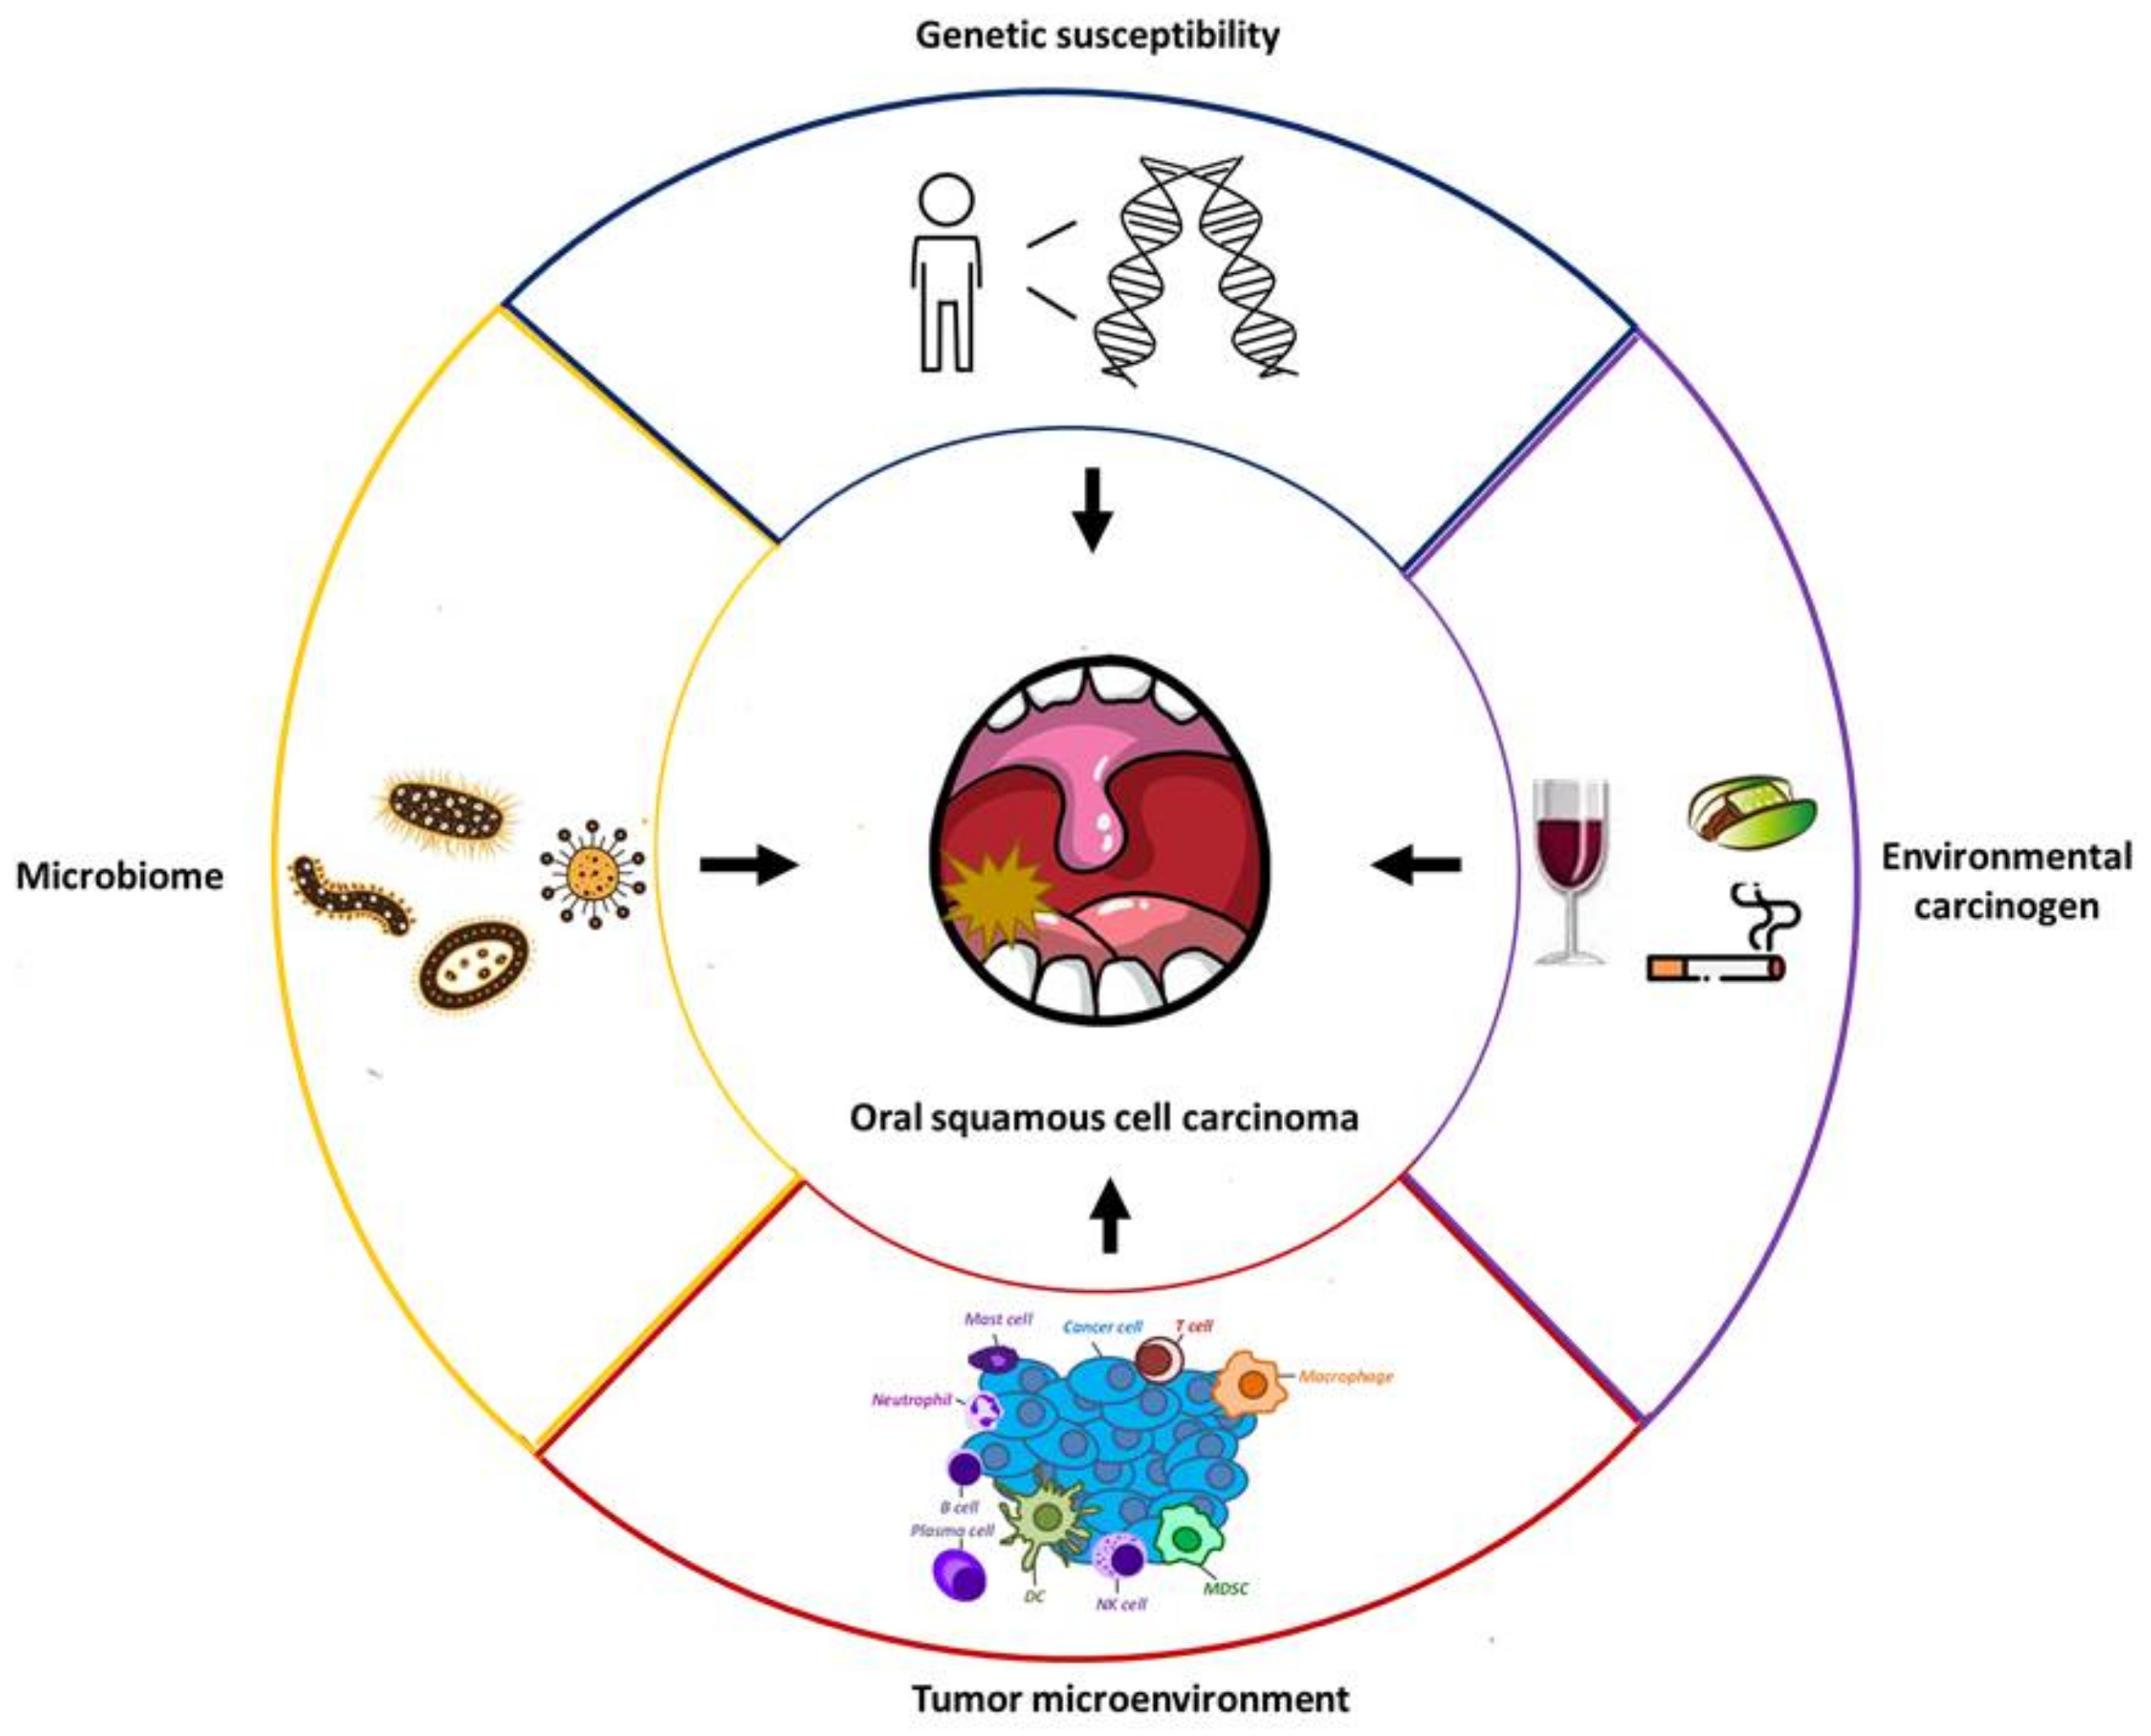 Genetic susceptibility
Microbiome
Environmental
carcinogen
Oral squamous cell carcinoma
Mast cell
Cancer cell
T cell
Macrophage
Neutrophil
B cell
Plasma cell
DC
NK cell
MDSC
Tumor microenvironment